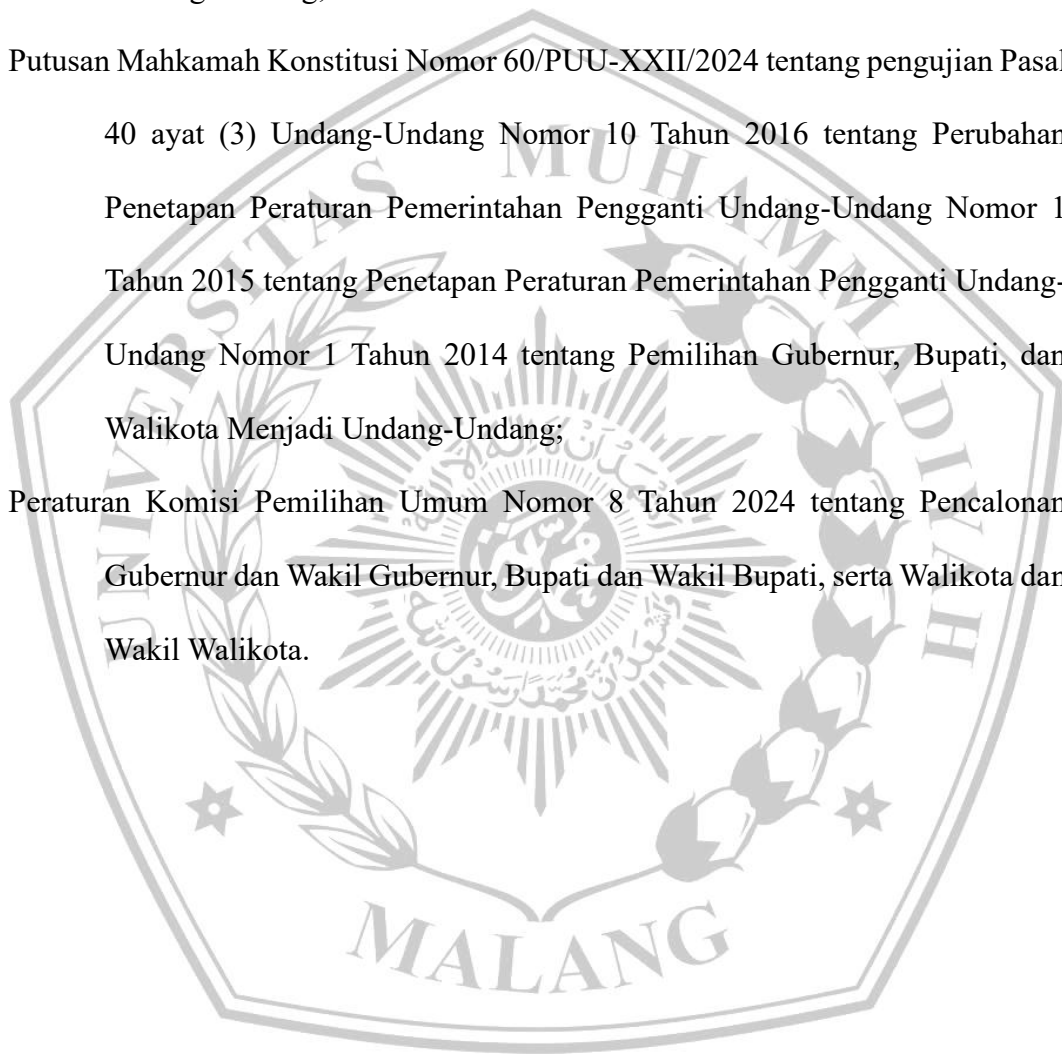 Putusan Mahkamah Konstitusi Nomor 60/PUU-XXII/2024 tentang pengujian Pasal
40 ayat (3) Undang-Undang Nomor 10 Tahun 2016 tentang Perubahan
Penetapan Peraturan Pemerintahan Pengganti Undang-Undang Nomor 1
Tahun 2015 tentang Penetapan Peraturan Pemerintahan Pengganti Undang-
Undang Nomor 1 Tahun 2014 tentang Pemilihan Gubernur, Bupati, dan
Walikota Menjadi Undang-Undang;
Peraturan Komisi Pemilihan Umum Nomor 8 Tahun 2024 tentang Pencalonan
Gubernur dan Wakil Gubernur, Bupati dan Wakil Bupati, serta Walikota dan
Wakil Walikota.
UNIVERSITAS MUHAMMADIYAH
MALANG